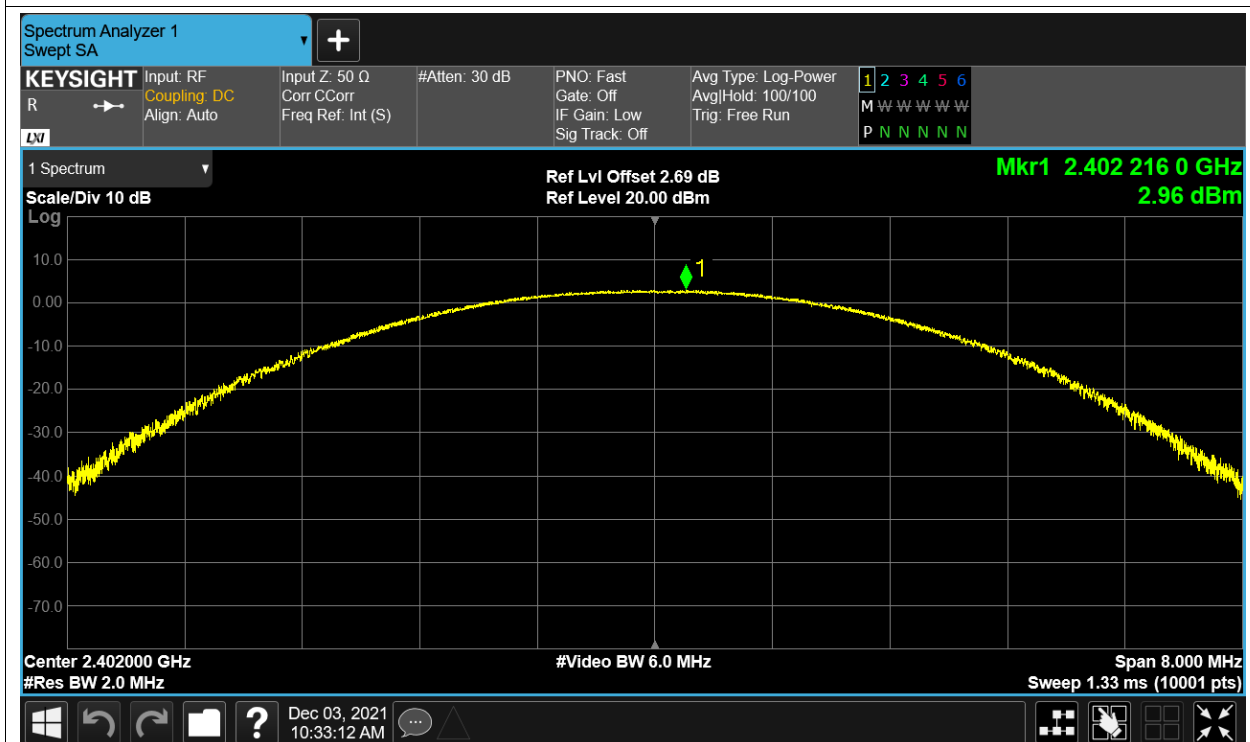 Spectrum Analyzer 1
Swept SA
+
KEYSIGHT
R
LXI
Input: RF
Coupling: DC
Align: Auto
Input Z: 50 Ω
Corr CCorr
Freq Ref: Int (S)
#Atten: 30 dB
PNO: Fast
Gate: Off
IF Gain: Low
Sig Track: Off
Avg Type: Log-Power
Avg|Hold: 100/100
Trig: Free Run
1 2 3 4 5 6
M W W W W W
P N N N N N
1 Spectrum
Scale/Div 10 dB
Log
Ref Lvl Offset 2.69 dB
Ref Level 20.00 dBm
Mkr1 2.402 216 0 GHz
2.96 dBm
1
10.0
0.00
-10.0
-20.0
-30.0
-40.0
-50.0
-60.0
-70.0
Center 2.402000 GHz
#Res BW 2.0 MHz
#Video BW 6.0 MHz
Span 8.000 MHz
Sweep 1.33 ms (10001 pts)
?
Dec 03, 2021
10:33:12 AM